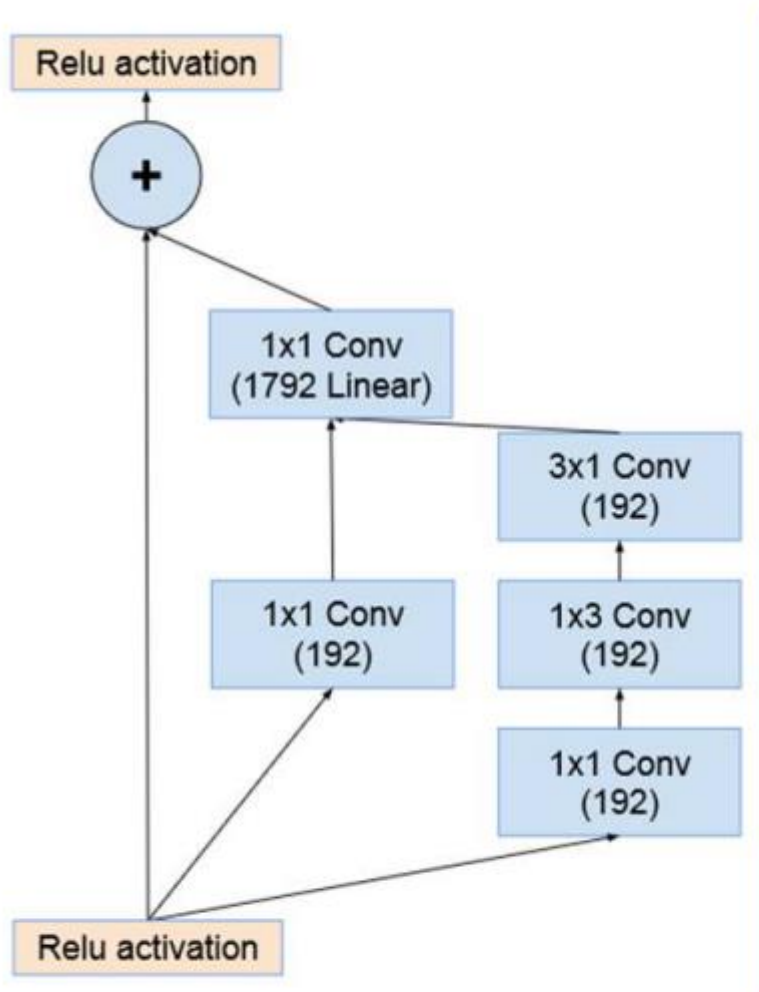 Relu activation
+
1x1 Conv
(1792 Linear)
3x1 Conv
(192)
1x1 Conv
(192)
1x3 Conv
(192)
1x1 Conv
(192)
Relu activation